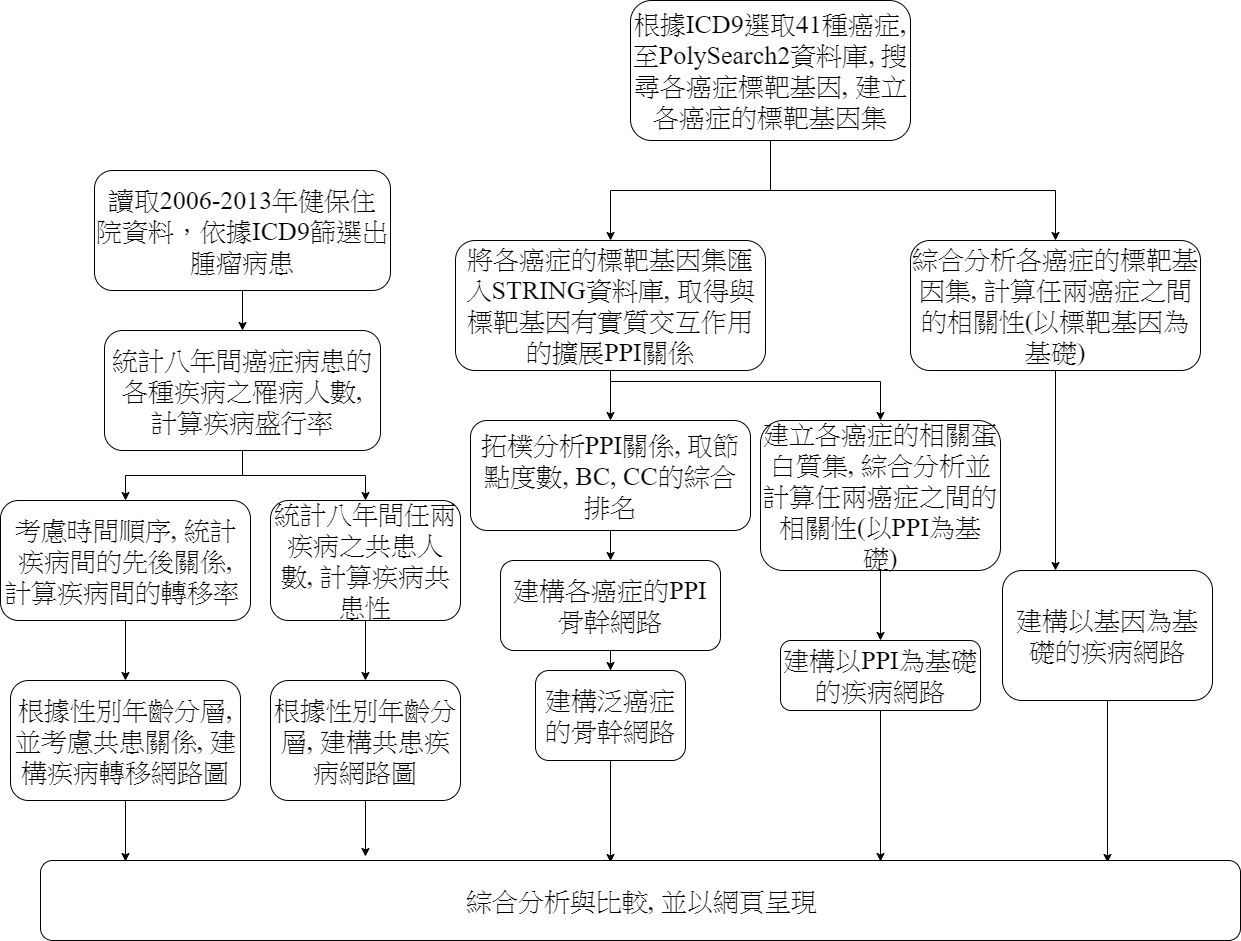 根據ICD9選取41種癌症,
至PolySearch2資料庫, 搜
尋各癌症標靶基因, 建立
各癌症的標靶基因集
讀取2006-2013年健保住
院資料，依據ICD9篩選出
腫瘤病患
將各癌症的標靶基因集匯
入STRING資料庫, 取得與
標靶基因有實質交互作用
的擴展PPI關係
綜合分析各癌症的標靶基
因集, 計算任兩癌症之間
的相關性(以標靶基因為
基礎)
統計八年間癌症病患的
各種疾病之罹病人數,
計算疾病盛行率
拓樸分析PPI關係, 取節
點度數, BC, CC的綜合
排名
建立各癌症的相關蛋
白質集, 綜合分析並
計算任兩癌症之間的
相關性(以PPI為基
礎)
考慮時間順序, 統計
疾病間的先後關係,
計算疾病間的轉移率
統計八年間任兩
疾病之共患人
數, 計算疾病共
患性
建構各癌症的PPI
骨幹網路
建構以基因為基
礎的疾病網路
建構以PPI為基礎
的疾病網路
根據性別年齡分層,
並考慮共患關係, 建
構疾病轉移網路圖
根據性別年齡分
層, 建構共患疾
病網路圖
建構泛癌症
的骨幹網路
綜合分析與比較, 並以網頁呈現